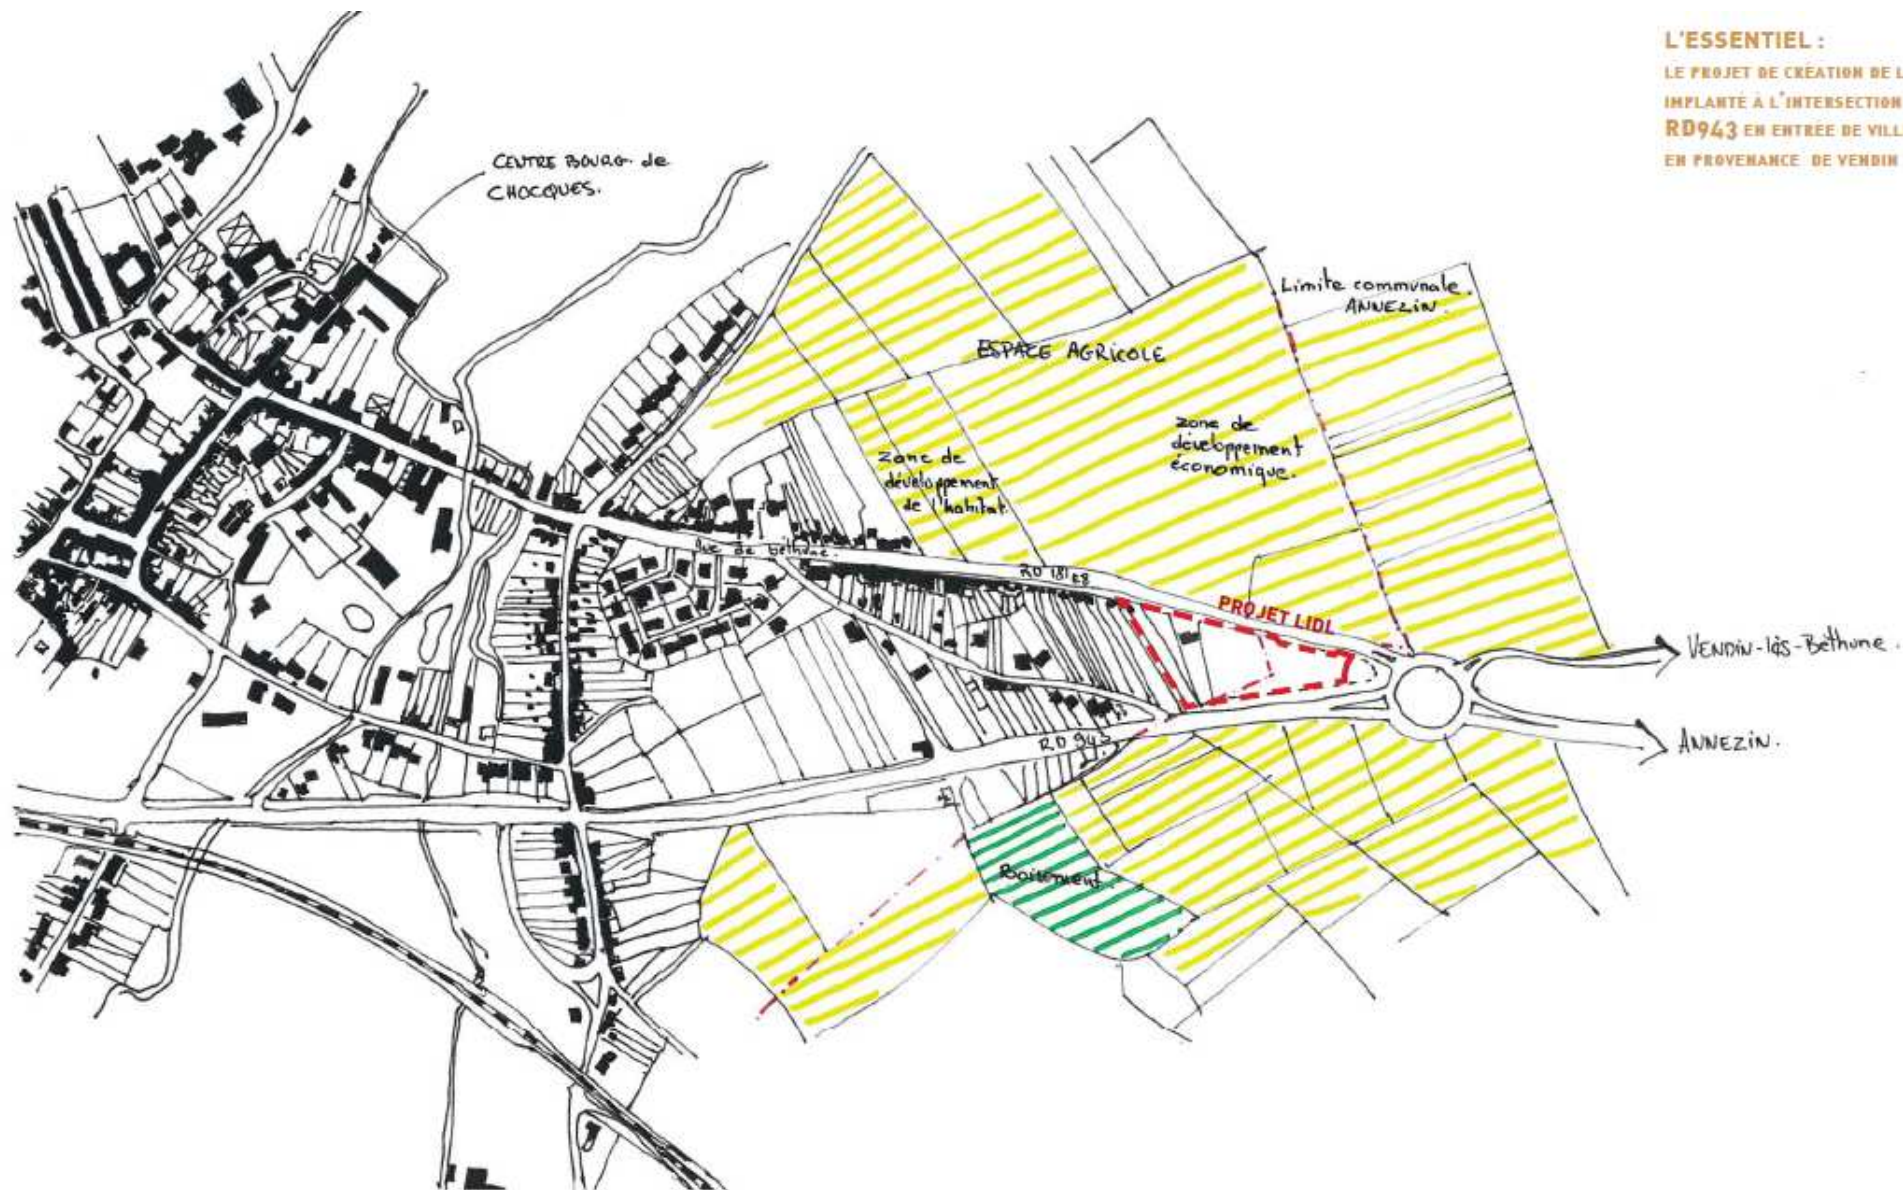 L'ESSENTIEL :
LE PROJET DE CRÉATION DE L
IMPLANTÉ À L'INTERSECTION
RD943 EN ENTRÉE DE VILL
EN PROVENANCE DE VENDIN
CENTRE BOURG. de
CHOCQUES.
Limite communale.
ANNEZIN.
ESPACE AGRICOLE
zone de
développement
économique.
zone de
développement
de l'habitat.
Rue de béthune.
RD 181 E8
PROJET LIDL
VENDIN-lès-Béthune.
RD 943
ANNEZIN.
Boisement.